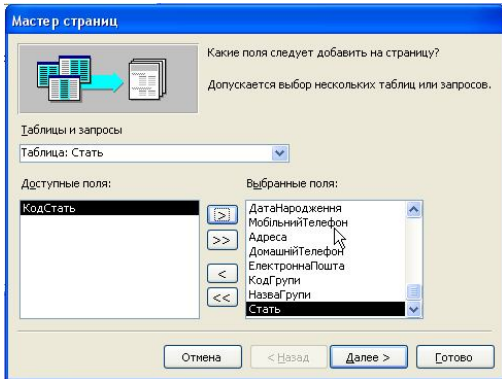 Мастер страниц
Какие поля следует добавить на страницу?
Допускается выбор нескольких таблиц или запросов.
Таблицы и запросы
Таблица: Стать
Доступные поля:
Выбранные поля:
КодСтать
>
>>
<
<<
ДатаНародження
МобільнийТелефон
Адреса
ДомашнійТелефон
ЕлектроннаПошта
КодГрупи
НазваГрупи
Стать
Отмена
< Назад
Далее >
Готово